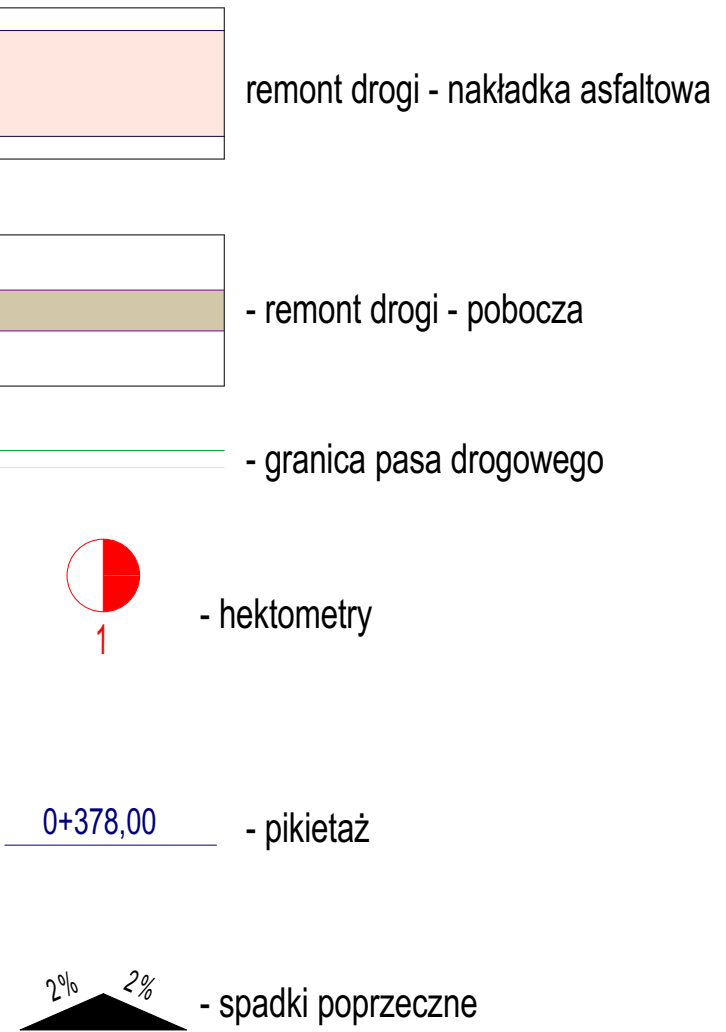 remont drogi - nakładka asfaltowa
- remont drogi - pobocza
- granica pasa drogowego
1
- hektometry
0+378,00
- pikietaż
2% 2%
- spadki poprzeczne